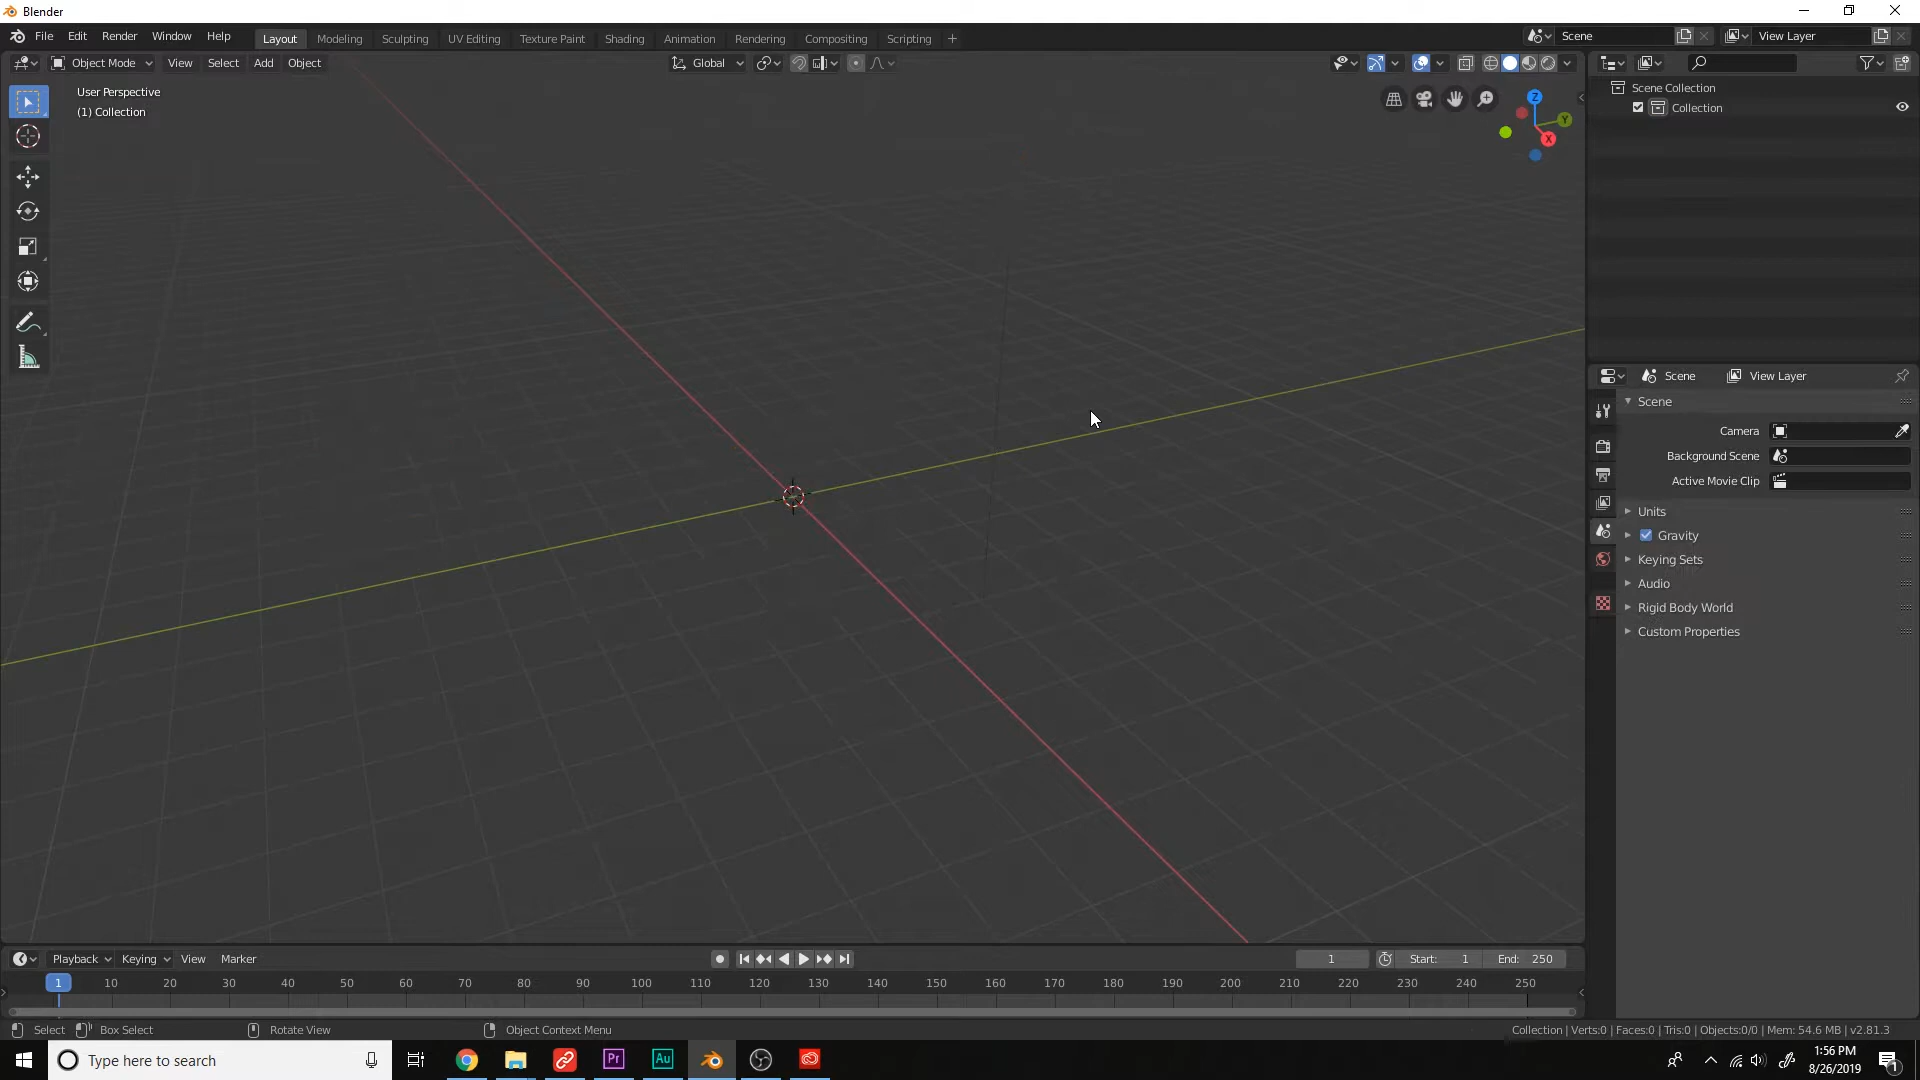 Blender
File Edit Render Window Help Layout Modeling Sculpting UV Editing Texture Paint Shading Animation Rendering Compositing Scripting + Scene View Layer
Object Mode View Select Add Object Global
User Perspective
(1) Collection
Z
Y
X
Scene Collection
Collection
Scene View Layer
Scene
Camera
Background Scene
Active Movie Clip
Units
Gravity
Keying Sets
Audio
Rigid Body World
Custom Properties
Playback Keying View Marker 1 Start: 1 End: 250
1 10 20 30 40 50 60 70 80 90 100 110 120 130 140 150 160 170 180 190 200 210 220 230 240 250
Select Box Select Rotate View Object Context Menu Collection | Verts:0 | Faces:0 | Tris:0 | Objects:0/0 | Mem: 54.6 MB | v2.81.3
Type here to search Pr Au 1:56 PM
8/26/2019 1